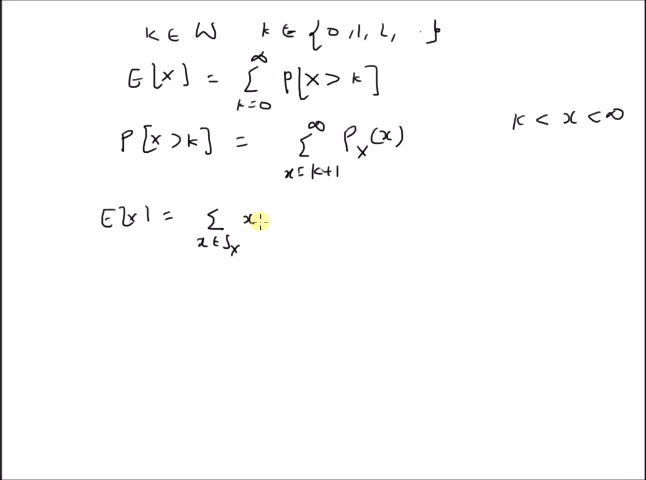 k ∈ W k ∈ {0, 1, 2, . }
E[X] = ∑_{k=0}^{∞} P[X > k]
P[X > k] = ∑_{x=k+1}^{∞} P_X(x) k < x < ∞
E[X] = ∑_{x∈S_X} x